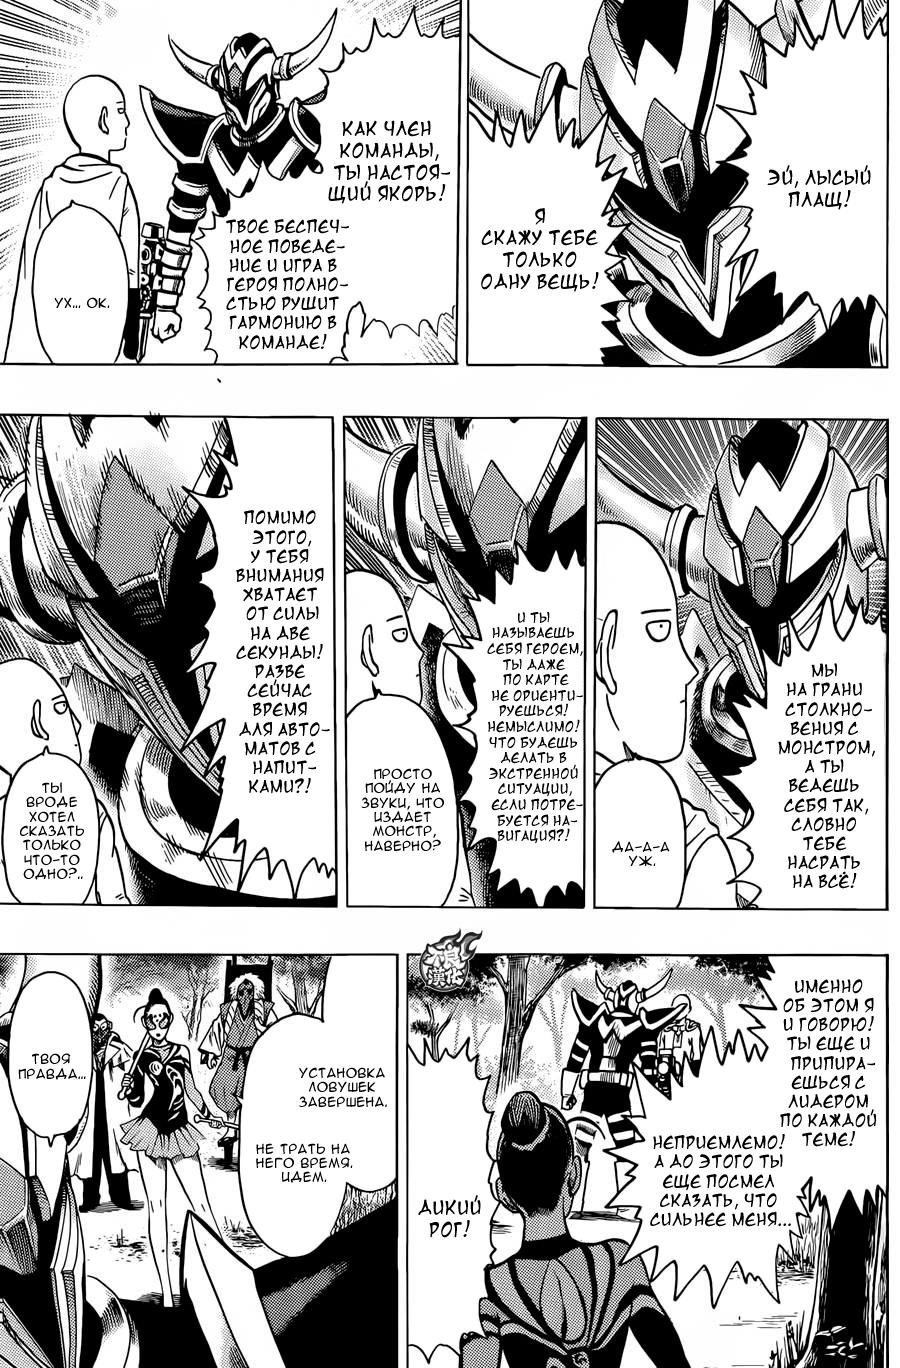 ЭЙ, ЛЫСЫЙ
ПЛАЩ!
Я
СКАЖУ ТЕБЕ
ТОЛЬКО
ОДНУ ВЕЩЬ!
КАК ЧЛЕН
КОМАНДЫ,
ТЫ НАСТОЯ-
ЩИЙ ЯКОРЬ!
ТВОЕ БЕСПЕЧ-
НОЕ ПОВЕДЕ-
НИЕ И ИГРА В
ГЕРОЯ ПОЛНО-
СТЬЮ РУШИТ
ГАРМОНИЮ В
КОМАНДЕ!
УХ... ОК.
МЫ
НА ГРАНИ
СТОЛКНО-
ВЕНИЯ С
МОНСТРОМ,
А ТЫ
ВЕДЕШЬ
СЕБЯ ТАК,
СЛОВНО
ТЕБЕ
НАСРАТЬ
НА ВСЁ!
ДА-А-А
УЖ.
И ТЫ
НАЗЫВАЕШЬ
СЕБЯ ГЕРОЕМ,
ТЫ ДАЖЕ
ПО КАРТЕ
НЕ ОРИЕНТИ-
РУЕШЬСЯ!
НЕМЫСЛИМО!
ЧТО БУДЕШЬ
ДЕЛАТЬ В
ЭКСТРЕННОЙ
СИТУАЦИИ,
ЕСЛИ ПОТРЕ-
БУЕТСЯ НА-
ВИГАЦИЯ?!
ПРОСТО
ПОЙДУ НА
ЗВУКИ, ЧТО
ИЗДАЕТ
МОНСТР,
НАВЕРНО?
ПОМИМО
ЭТОГО,
У ТЕБЯ
ВНИМАНИЯ
ХВАТАЕТ
ОТ СИЛЫ
НА ДВЕ
СЕКУНДЫ!
РАЗВЕ
СЕЙЧАС
ВРЕМЯ
ДЛЯ АВТО-
МАТОВ С
НАПИТ-
КАМИ?!
ТЫ
ВРОДЕ
ХОТЕЛ
СКАЗАТЬ
ТОЛЬКО
ЧТО-ТО
ОДНО?..
ИМЕННО
ОБ ЭТОМ Я
И ГОВОРЮ!
ТЫ ЕЩЕ И
ПРИПИРА-
ЕШЬСЯ С
ЛИДЕРОМ
ПО КАЖДОЙ
ТЕМЕ!
НЕПРИЕМЛЕМО!
А ДО ЭТОГО ТЫ
ЕЩЕ ПОСМЕЛ
СКАЗАТЬ, ЧТО
СИЛЬНЕЕ МЕНЯ...
ДИКИЙ
РОГ!
УСТАНОВКА
ЛОВУШЕК
ЗАВЕРШЕНА.
НЕ ТРАТЬ НА
НЕГО ВРЕМЯ.
ИДЕМ.
ТВОЯ
ПРАВДА...